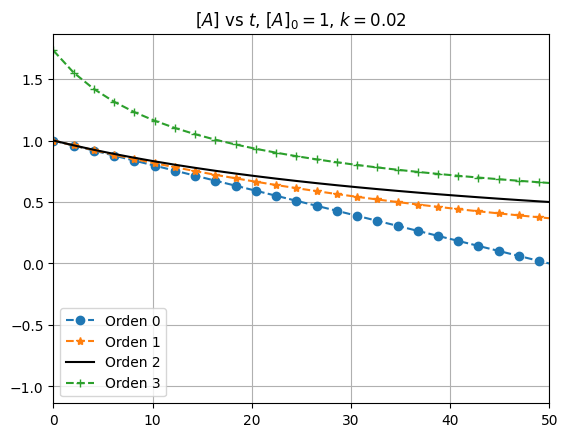 [A] vs t, [A]₀ = 1, k = 0.02
1.5
1.0
0.5
0.0
−0.5
−1.0
Orden 0
Orden 1
Orden 2
Orden 3
0 10 20 30 40 50